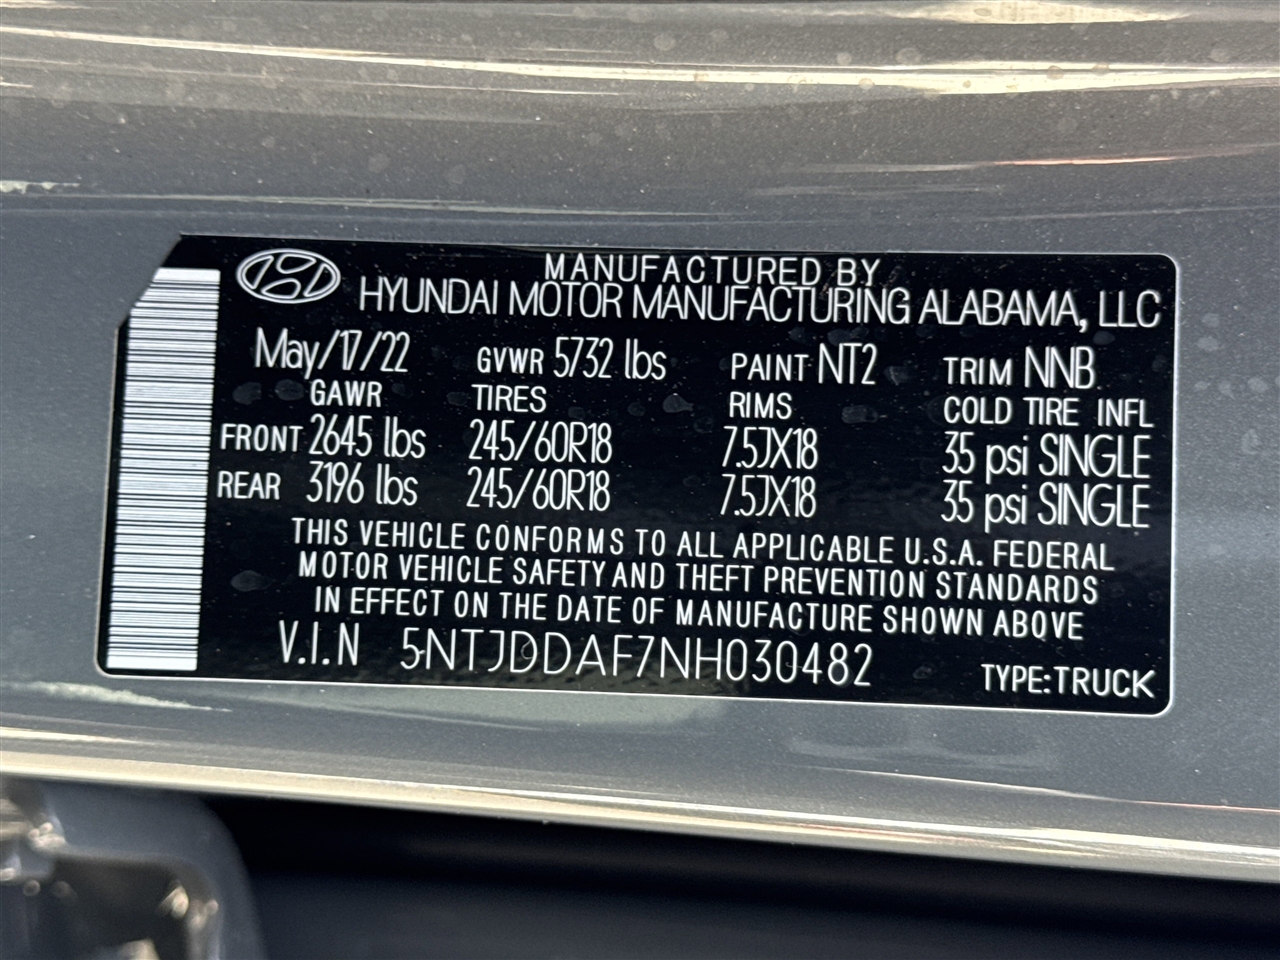 MANUFACTURED BY
HYUNDAI MOTOR MANUFACTURING ALABAMA, LLC
May/17/22 GVWR 5732 lbs PAINT NT2 TRIM NNB
GAWR TIRES RIMS COLD TIRE INFL
FRONT 2645 lbs 245/60R18 7.5JX18 35 psi SINGLE
REAR 3196 lbs 245/60R18 7.5JX18 35 psi SINGLE
THIS VEHICLE CONFORMS TO ALL APPLICABLE U.S.A. FEDERAL
MOTOR VEHICLE SAFETY AND THEFT PREVENTION STANDARDS
IN EFFECT ON THE DATE OF MANUFACTURE SHOWN ABOVE
V.I.N 5NTJDDAF7NH030482 TYPE:TRUCK